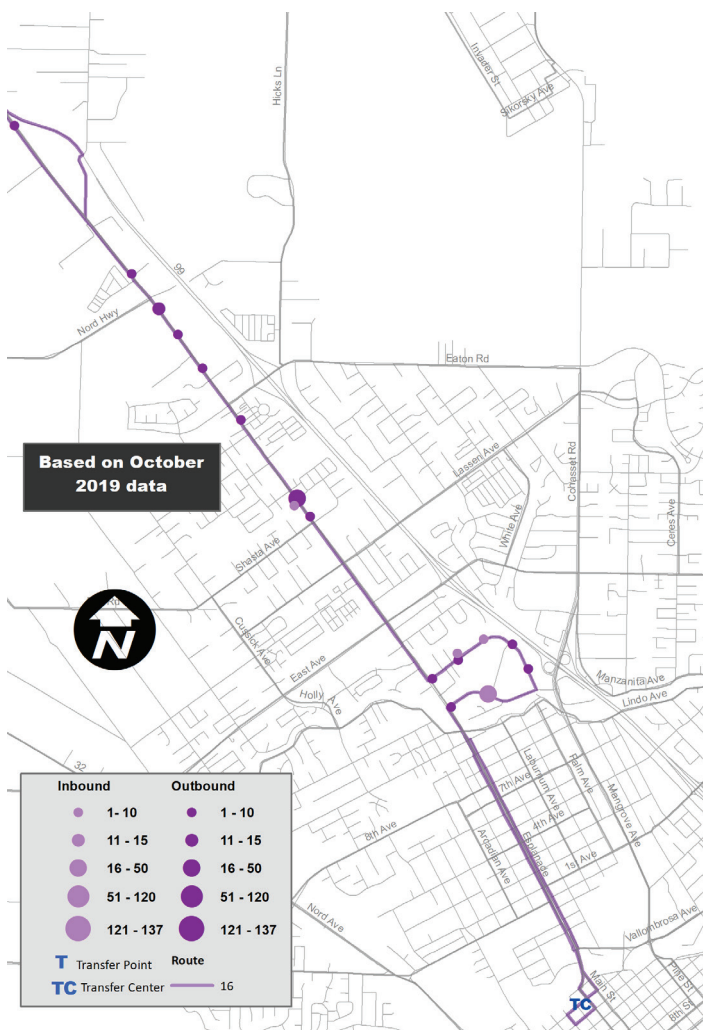 Invader St
Sikorsky Ave
Hicks Ln
99
Nord Hwy
Eaton Rd
Based on October
2019 data
Lassen Ave
Cohasset Rd
White Ave
Ceres Ave
Shasta Ave
N
Cussick Ave
East Ave
Holly Ave
Manzanita Ave
Lindo Ave
32
7th Ave
Laburnum Ave
Palm Ave
Mangrove Ave
8th Ave
4th Ave
Arcadian Ave
Esplanade
1st Ave
Nord Ave
Vallombrosa Ave
Main St
Pine St
8th St
TC
Inbound Outbound
1- 10 1 - 10
11 - 15 11 - 15
16 - 50 16 - 50
51 - 120 51 - 120
121 - 137 121 - 137
T Transfer Point Route
TC Transfer Center 16